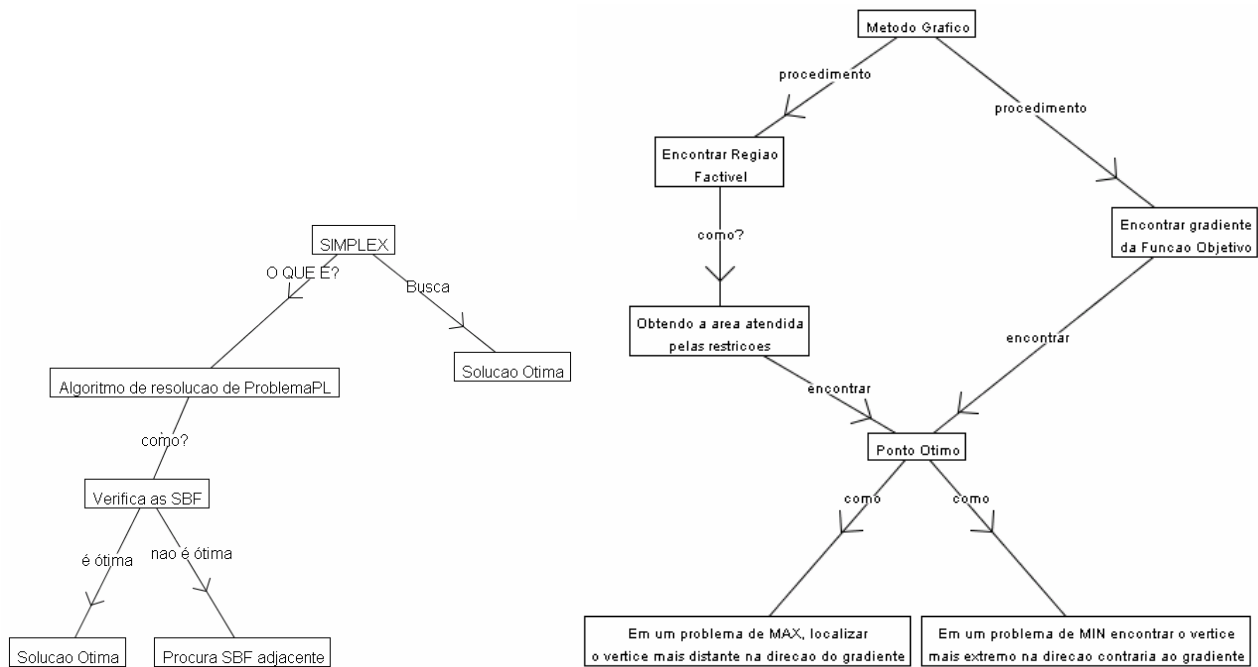 SIMPLEX
O QUE É?
Busca
Solucao Otima
Algoritmo de resolucao de ProblemaPL
como?
Verifica as SBF
é ótima
nao é ótima
Solucao Otima
Procura SBF adjacente
Metodo Grafico
procedimento
procedimento
Encontrar Regiao
Factivel
Encontrar gradiente
da Funcao Objetivo
como?
Obtendo a area atendida
pelas restricoes
encontrar
encontrar
Ponto Otimo
como
como
Em um problema de MAX, localizar
o vertice mais distante na direcao do gradiente
Em um problema de MIN encontrar o vertice
mais extremo na direcao contraria ao gradiente